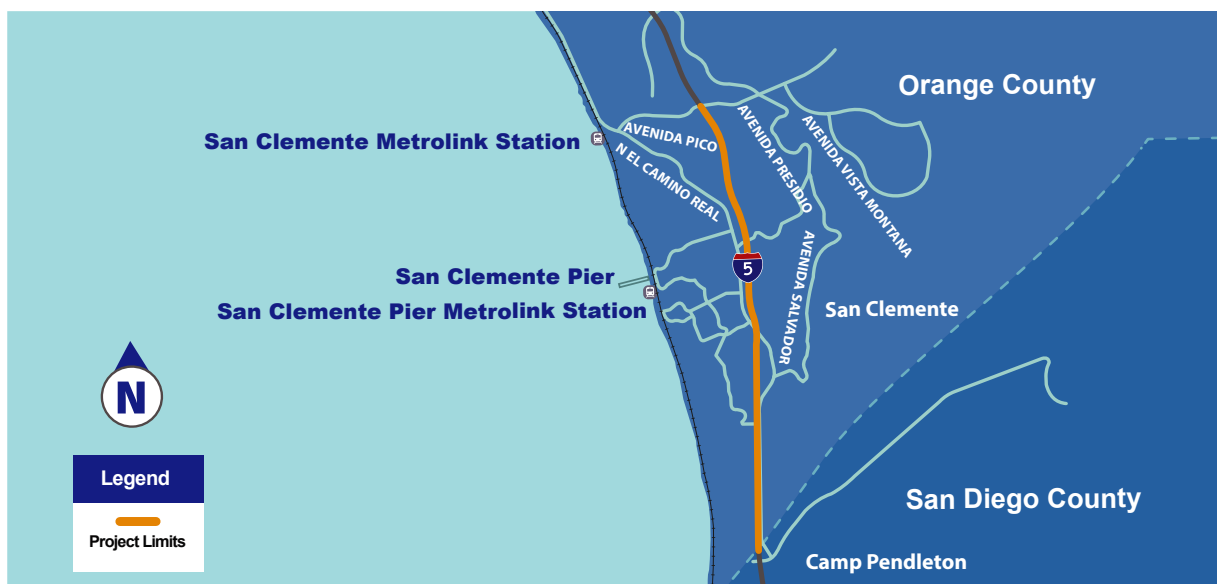 Orange County
AVENIDA PICO
AVENIDA PRESIDIO
AVENIDA VISTA MONTANA
San Clemente Metrolink Station
N EL CAMINO REAL
5
San Clemente Pier
San Clemente Pier Metrolink Station
AVENIDA SALVADOR
San Clemente
N
Legend
Project Limits
San Diego County
Camp Pendleton